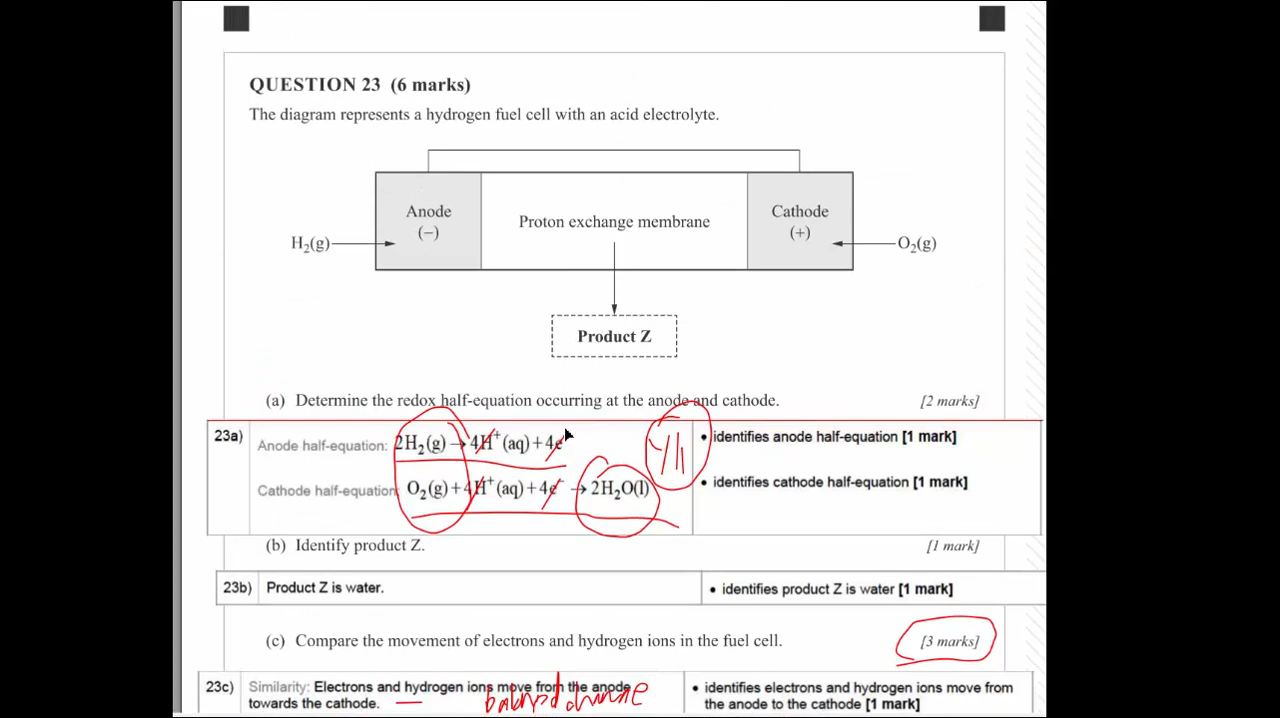 QUESTION 23 (6 marks)
The diagram represents a hydrogen fuel cell with an acid electrolyte.
Anode
(−)
Proton exchange membrane
Cathode
(+)
H₂(g)
O₂(g)
Product Z
(a) Determine the redox half-equation occurring at the anode and cathode. [2 marks]
23a) Anode half-equation: 2H₂(g) → 4H⁺(aq) + 4e⁻ • identifies anode half-equation [1 mark]
Cathode half-equation: O₂(g) + 4H⁺(aq) + 4e⁻ → 2H₂O(l) • identifies cathode half-equation [1 mark]
(b) Identify product Z. [1 mark]
23b) Product Z is water. • identifies product Z is water [1 mark]
(c) Compare the movement of electrons and hydrogen ions in the fuel cell. [3 marks]
23c) Similarity: Electrons and hydrogen ions move from the anode • identifies electrons and hydrogen ions move from
towards the cathode. the anode to the cathode [1 mark]